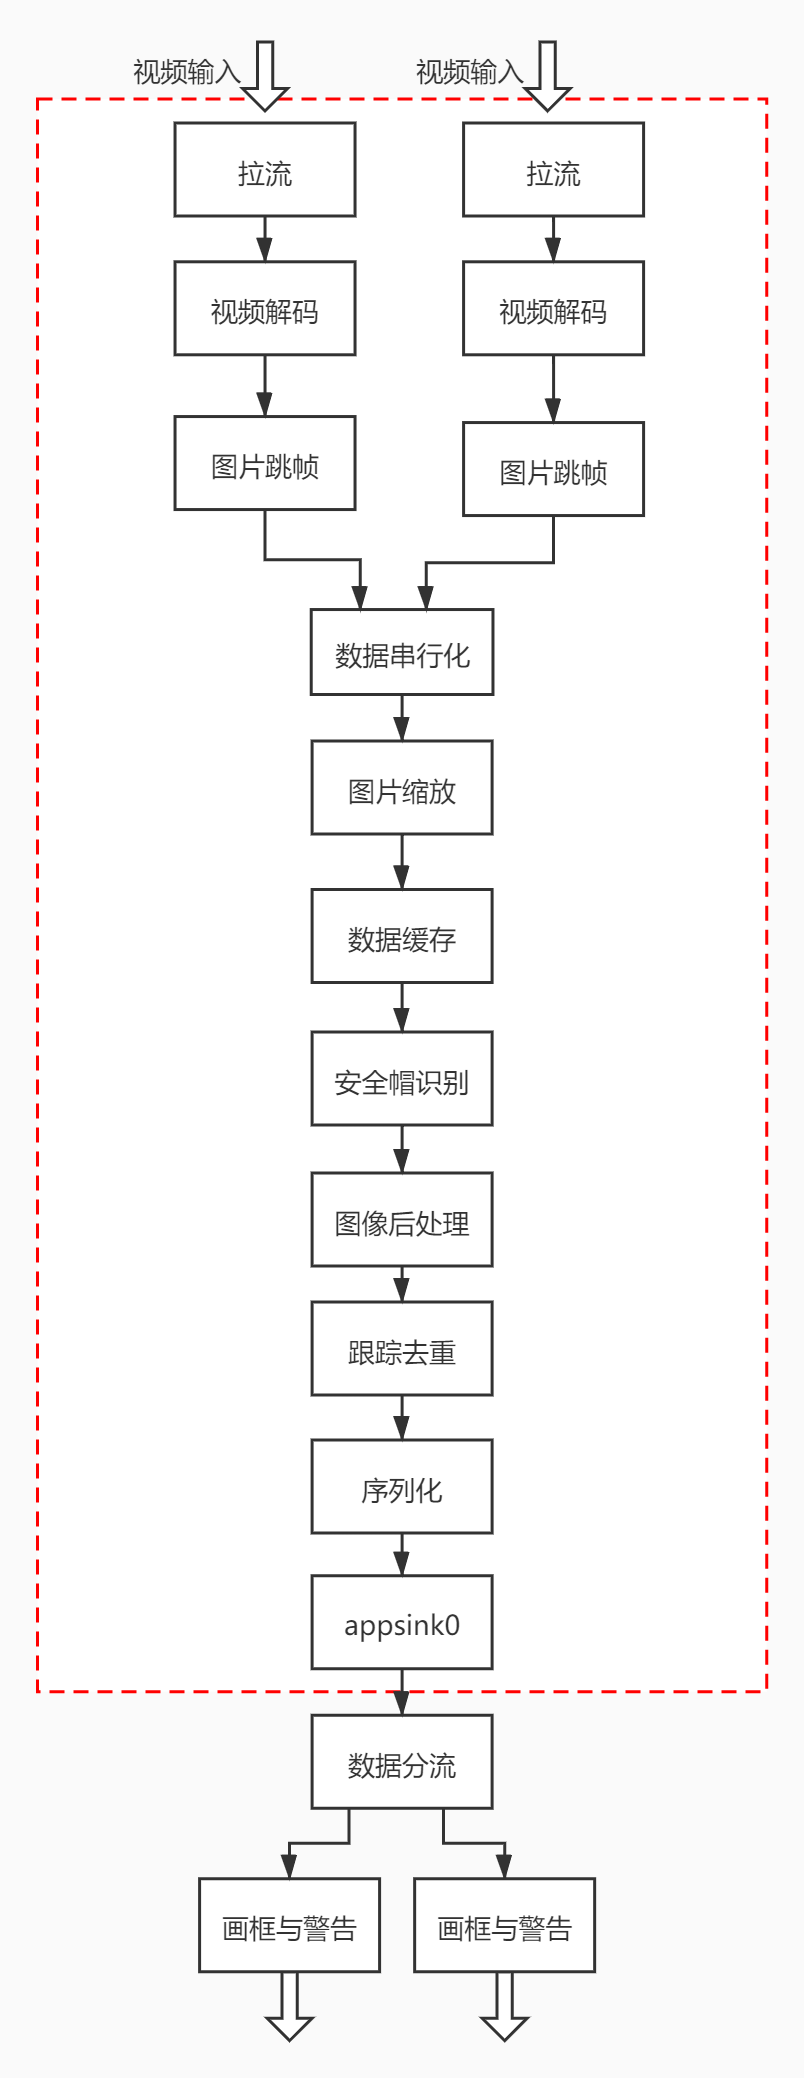 视频输入
视频输入
拉流
拉流
视频解码
视频解码
图片跳帧
图片跳帧
数据串行化
图片缩放
数据缓存
安全帽识别
图像后处理
跟踪去重
序列化
appsink0
数据分流
画框与警告
画框与警告